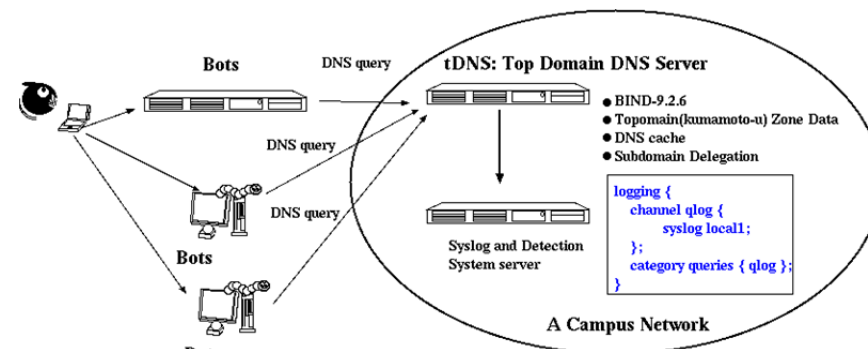 Bots
DNS query
tDNS: Top Domain DNS Server
● BIND-9.2.6
● Topomain(kumamoto-u) Zone Data
● DNS cache
● Subdomain Delegation
DNS query
DNS query
Bots
Syslog and Detection
System server
logging {
channel qlog {
syslog local1;
};
category queries { qlog };
}
A Campus Network